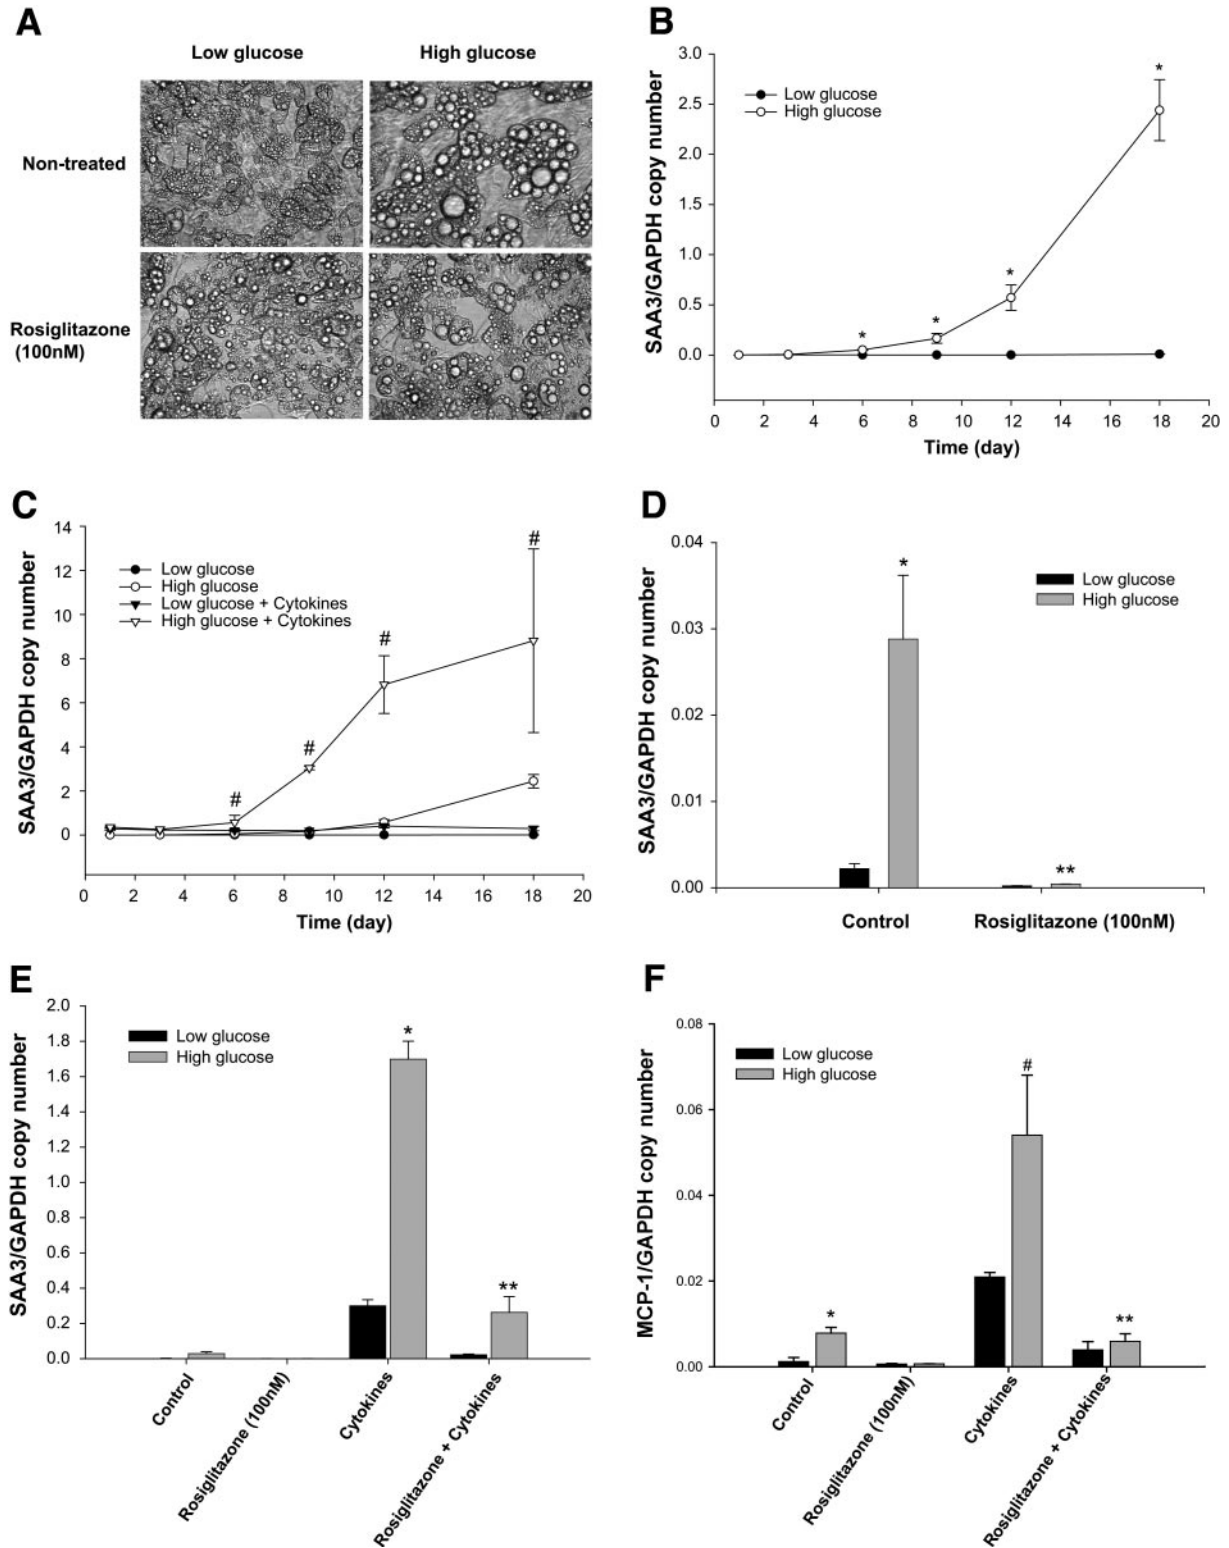 A
Low glucose
High glucose
Non-treated
Rosiglitazone
(100nM)
B
SAA3/GAPDH copy number
3.0
2.5
2.0
1.5
1.0
0.5
0.0
Low glucose
High glucose
*
*
*
*
0 2 4 6 8 10 12 14 16 18 20
Time (day)
C
SAA3/GAPDH copy number
14
12
10
8
6
4
2
0
Low glucose
High glucose
Low glucose + Cytokines
High glucose + Cytokines
#
#
#
#
0 2 4 6 8 10 12 14 16 18 20
Time (day)
D
SAA3/GAPDH copy number
0.04
0.03
0.02
0.01
0.00
Low glucose
High glucose
*
**
Control
Rosiglitazone (100nM)
E
SAA3/GAPDH copy number
2.0
1.8
1.6
1.4
1.2
1.0
0.8
0.6
0.4
0.2
0.0
Low glucose
High glucose
*
**
Control
Rosiglitazone (100nM)
Cytokines
Rosiglitazone + Cytokines
F
MCP-1/GAPDH copy number
0.08
0.06
0.04
0.02
0.00
Low glucose
High glucose
*
#
**
Control
Rosiglitazone (100nM)
Cytokines
Rosiglitazone + Cytokines